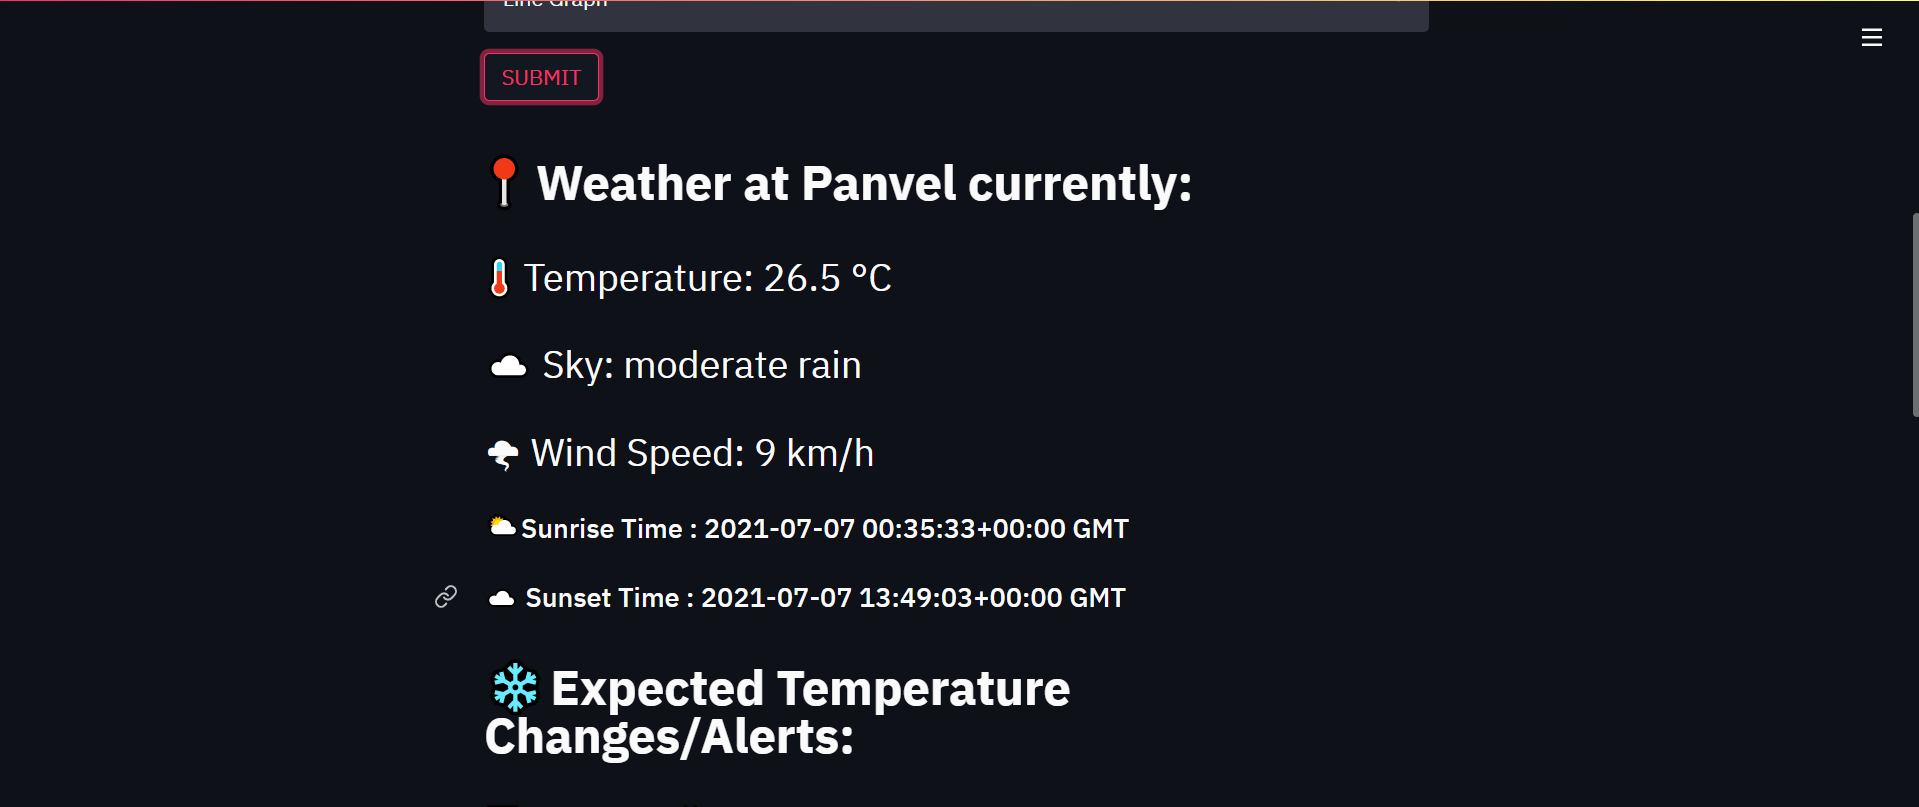 Line Graph
SUBMIT
Weather at Panvel currently:
Temperature: 26.5 °C
Sky: moderate rain
Wind Speed: 9 km/h
Sunrise Time : 2021-07-07 00:35:33+00:00 GMT
Sunset Time : 2021-07-07 13:49:03+00:00 GMT
Expected Temperature
Changes/Alerts: